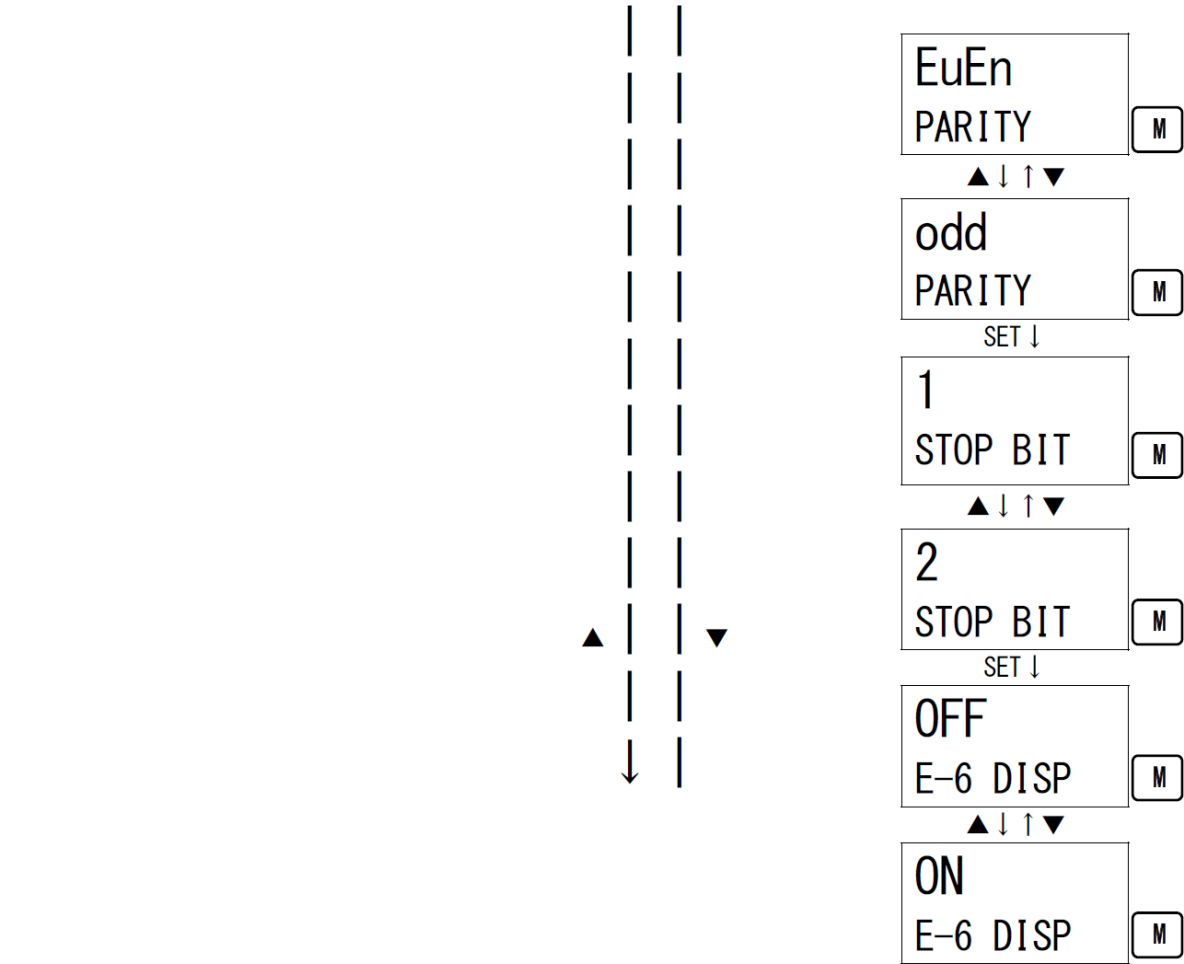 EuEn
PARITY
M
▲↓↑▼
odd
PARITY
M
SET↓
1
STOP BIT
M
▲↓↑▼
2
STOP BIT
M
▲ ▼
SET↓
OFF
E-6 DISP
M
▲↓↑▼
ON
E-6 DISP
M